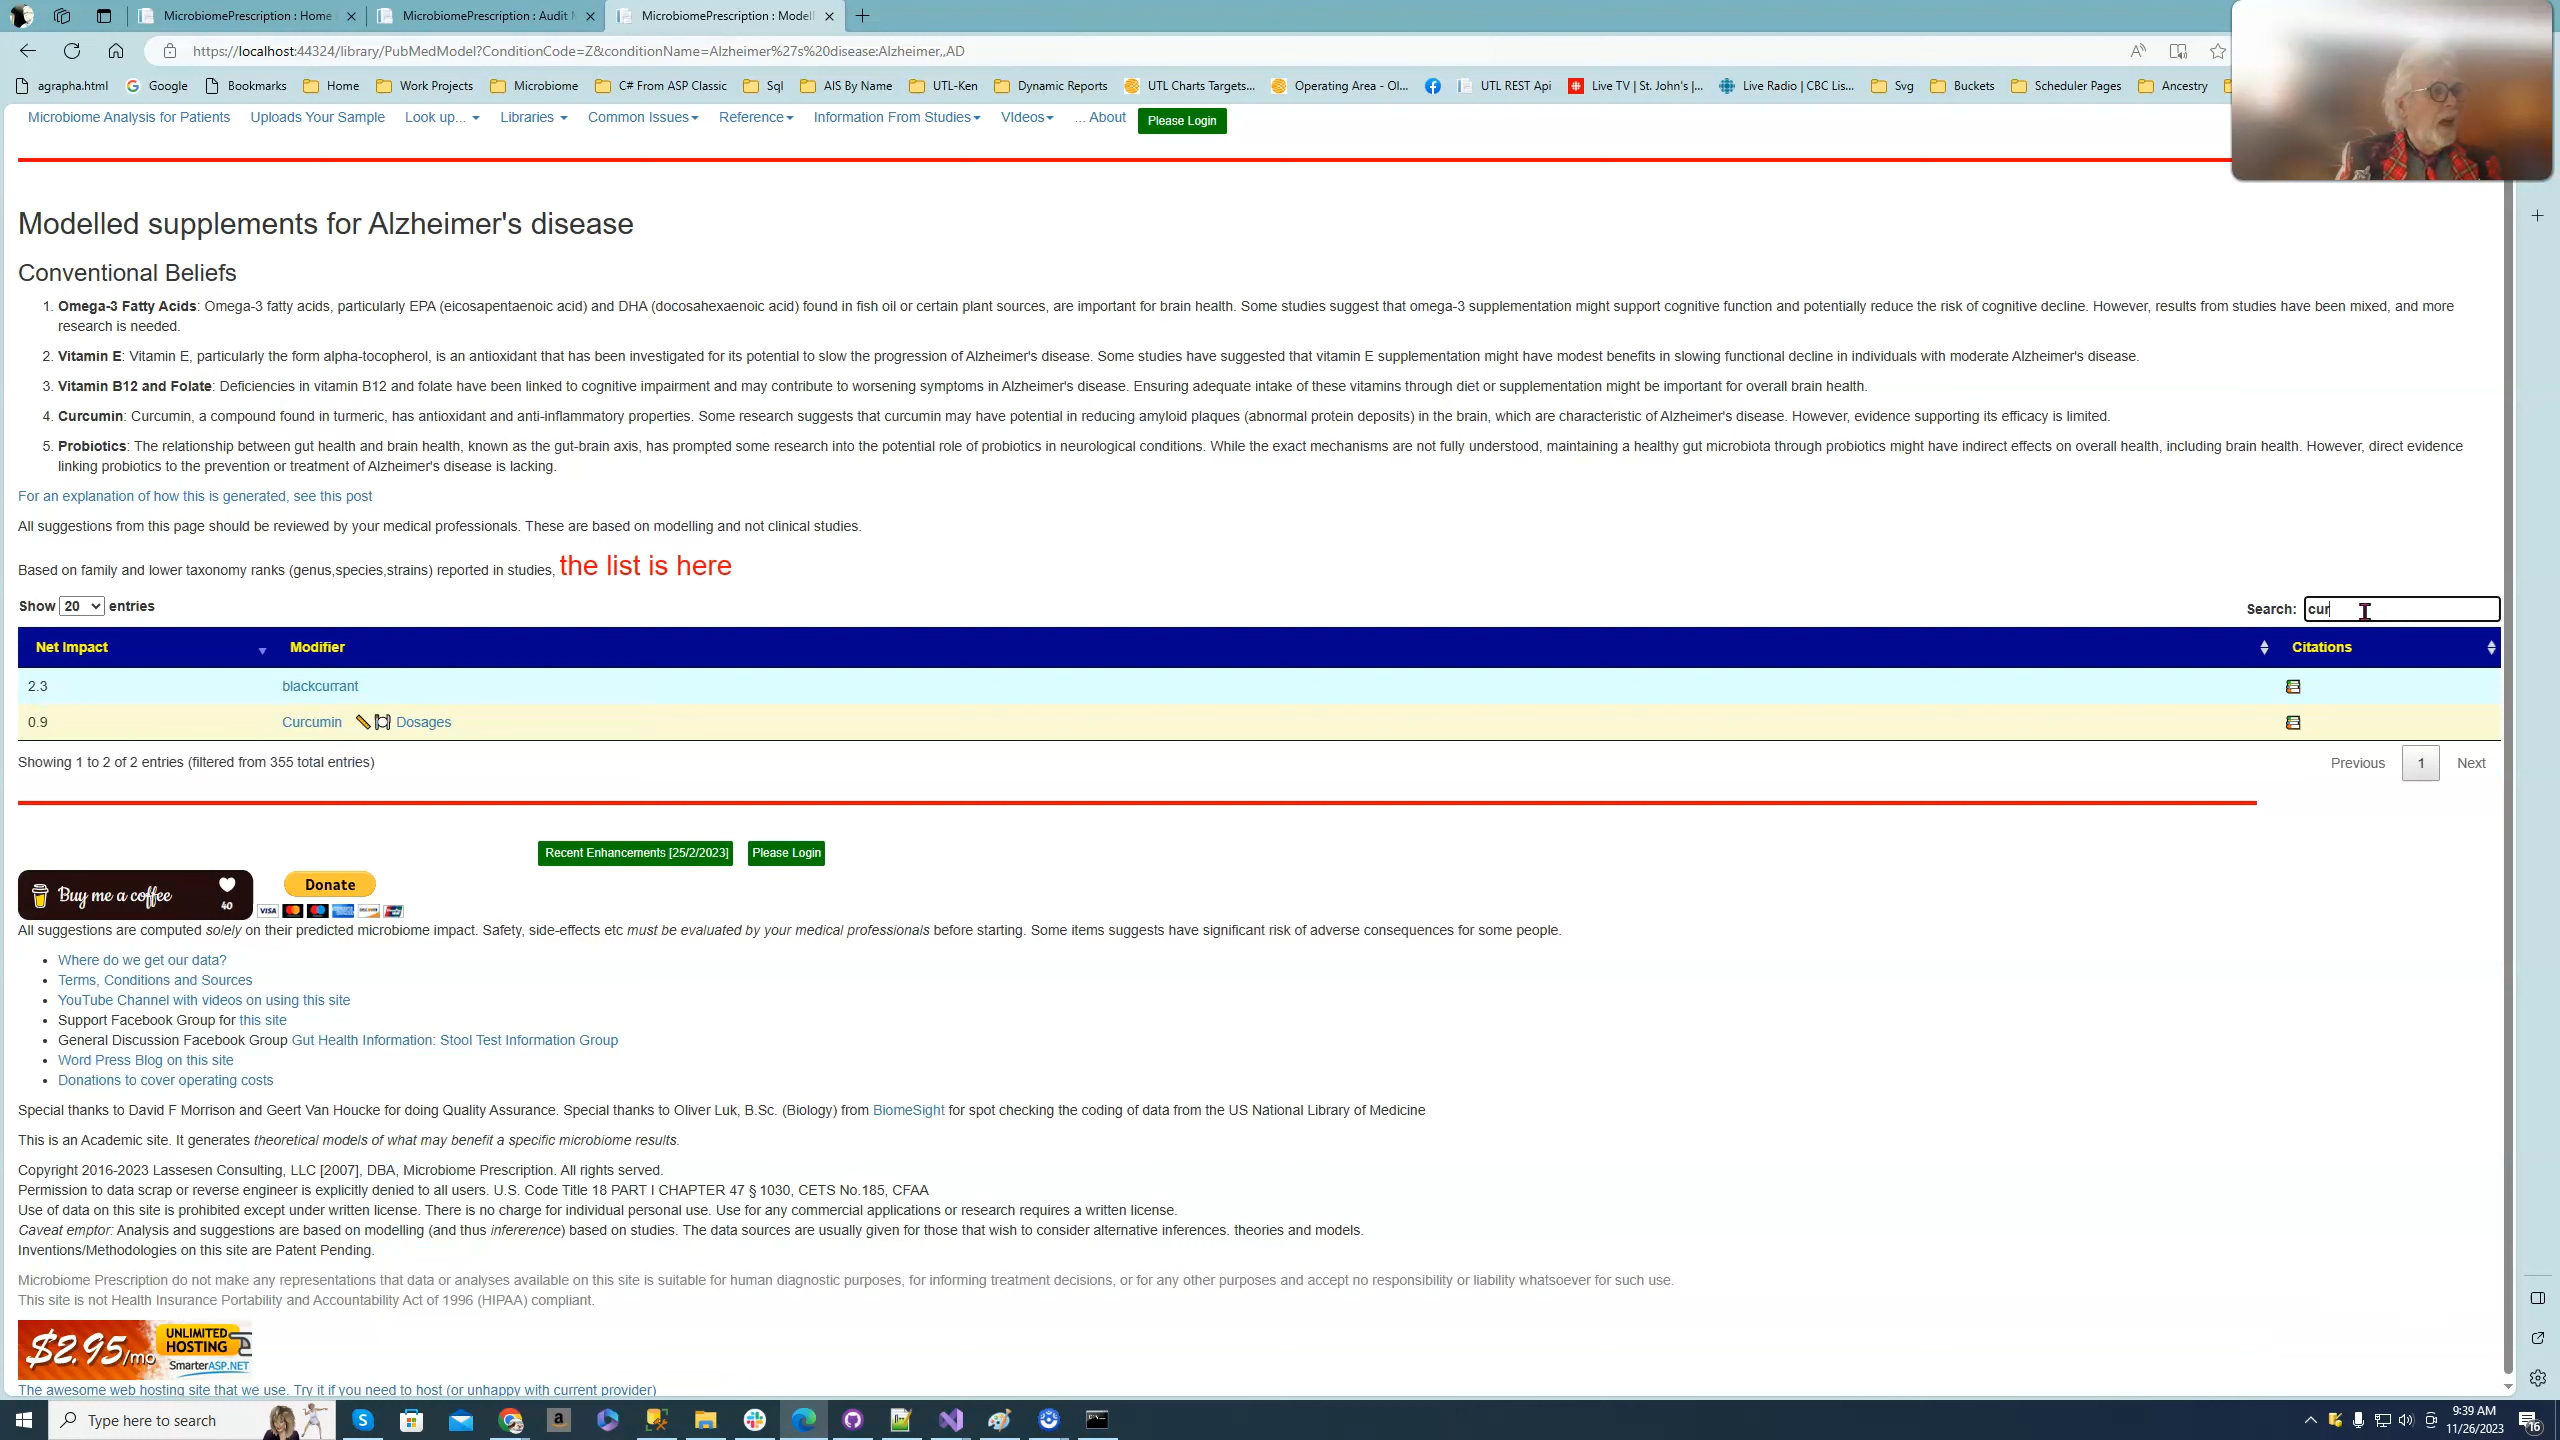 MicrobiomePrescription : Home
MicrobiomePrescription : Audit
MicrobiomePrescription : Modell
https://localhost:44324/library/PubMedModel?ConditionCode=Z&conditionName=Alzheimer%27s%20disease:Alzheimer,,AD
agrapha.html Google Bookmarks Home Work Projects Microbiome C# From ASP Classic Sql AIS By Name UTL-Ken Dynamic Reports UTL Charts Targets... Operating Area - Ol... UTL REST Api Live TV | St. John's |... Live Radio | CBC Lis... Svg Buckets Scheduler Pages Ancestry
Microbiome Analysis for Patients Uploads Your Sample Look up... Libraries Common Issues Reference Information From Studies VIdeos ... About Please Login
Modelled supplements for Alzheimer's disease
Conventional Beliefs
1. Omega-3 Fatty Acids: Omega-3 fatty acids, particularly EPA (eicosapentaenoic acid) and DHA (docosahexaenoic acid) found in fish oil or certain plant sources, are important for brain health. Some studies suggest that omega-3 supplementation might support cognitive function and potentially reduce the risk of cognitive decline. However, results from studies have been mixed, and more
research is needed.
2. Vitamin E: Vitamin E, particularly the form alpha-tocopherol, is an antioxidant that has been investigated for its potential to slow the progression of Alzheimer's disease. Some studies have suggested that vitamin E supplementation might have modest benefits in slowing functional decline in individuals with moderate Alzheimer's disease.
3. Vitamin B12 and Folate: Deficiencies in vitamin B12 and folate have been linked to cognitive impairment and may contribute to worsening symptoms in Alzheimer's disease. Ensuring adequate intake of these vitamins through diet or supplementation might be important for overall brain health.
4. Curcumin: Curcumin, a compound found in turmeric, has antioxidant and anti-inflammatory properties. Some research suggests that curcumin may have potential in reducing amyloid plaques (abnormal protein deposits) in the brain, which are characteristic of Alzheimer's disease. However, evidence supporting its efficacy is limited.
5. Probiotics: The relationship between gut health and brain health, known as the gut-brain axis, has prompted some research into the potential role of probiotics in neurological conditions. While the exact mechanisms are not fully understood, maintaining a healthy gut microbiota through probiotics might have indirect effects on overall health, including brain health. However, direct evidence
linking probiotics to the prevention or treatment of Alzheimer's disease is lacking.
For an explanation of how this is generated, see this post
All suggestions from this page should be reviewed by your medical professionals. These are based on modelling and not clinical studies.
Based on family and lower taxonomy ranks (genus,species,strains) reported in studies, the list is here
Show 20 entries
Search: cur
Net Impact Modifier Citations
2.3 blackcurrant
0.9 Curcumin Dosages
Showing 1 to 2 of 2 entries (filtered from 355 total entries)
Previous 1 Next
Recent Enhancements [25/2/2023] Please Login
Buy me a coffee 40
Donate
VISA DISCOVER
All suggestions are computed solely on their predicted microbiome impact. Safety, side-effects etc must be evaluated by your medical professionals before starting. Some items suggests have significant risk of adverse consequences for some people.
• Where do we get our data?
• Terms, Conditions and Sources
• YouTube Channel with videos on using this site
• Support Facebook Group for this site
• General Discussion Facebook Group Gut Health Information: Stool Test Information Group
• Word Press Blog on this site
• Donations to cover operating costs
Special thanks to David F Morrison and Geert Van Houcke for doing Quality Assurance. Special thanks to Oliver Luk, B.Sc. (Biology) from BiomeSight for spot checking the coding of data from the US National Library of Medicine
This is an Academic site. It generates theoretical models of what may benefit a specific microbiome results.
Copyright 2016-2023 Lassesen Consulting, LLC [2007], DBA, Microbiome Prescription. All rights served.
Permission to data scrap or reverse engineer is explicitly denied to all users. U.S. Code Title 18 PART I CHAPTER 47 § 1030, CETS No.185, CFAA
Use of data on this site is prohibited except under written license. There is no charge for individual personal use. Use for any commercial applications or research requires a written license.
Caveat emptor: Analysis and suggestions are based on modelling (and thus infererence) based on studies. The data sources are usually given for those that wish to consider alternative inferences. theories and models.
Inventions/Methodologies on this site are Patent Pending.
Microbiome Prescription do not make any representations that data or analyses available on this site is suitable for human diagnostic purposes, for informing treatment decisions, or for any other purposes and accept no responsibility or liability whatsoever for such use.
This site is not Health Insurance Portability and Accountability Act of 1996 (HIPAA) compliant.
$2.95/mo UNLIMITED HOSTING SmarterASP.NET
The awesome web hosting site that we use. Try it if you need to host (or unhappy with current provider)
Type here to search
9:39 AM
11/26/2023
16